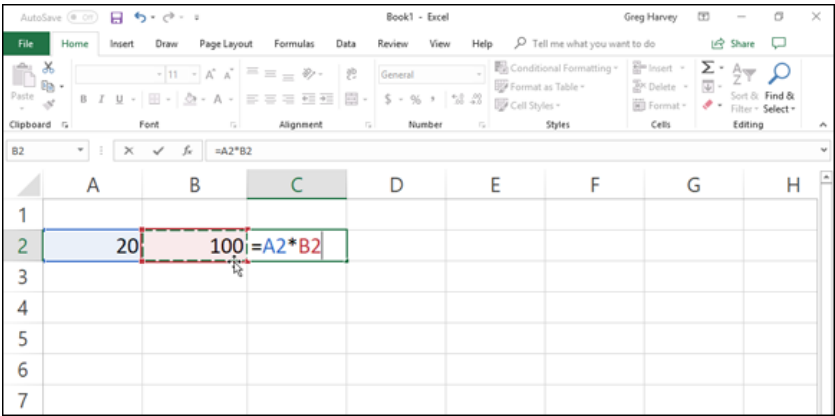 AutoSave Off Book1 - Excel Greg Harvey
File Home Insert Draw Page Layout Formulas Data Review View Help Tell me what you want to do Share
Paste 11 A A General Conditional Formatting Insert Σ A Z
B I U A $ % , Format as Table Delete Sort & Find &
Cell Styles Format Filter Select
Clipboard Font Alignment Number Styles Cells Editing
B2 fx =A2*B2
A B C D E F G H
1
2 20 100 =A2*B2
3
4
5
6
7